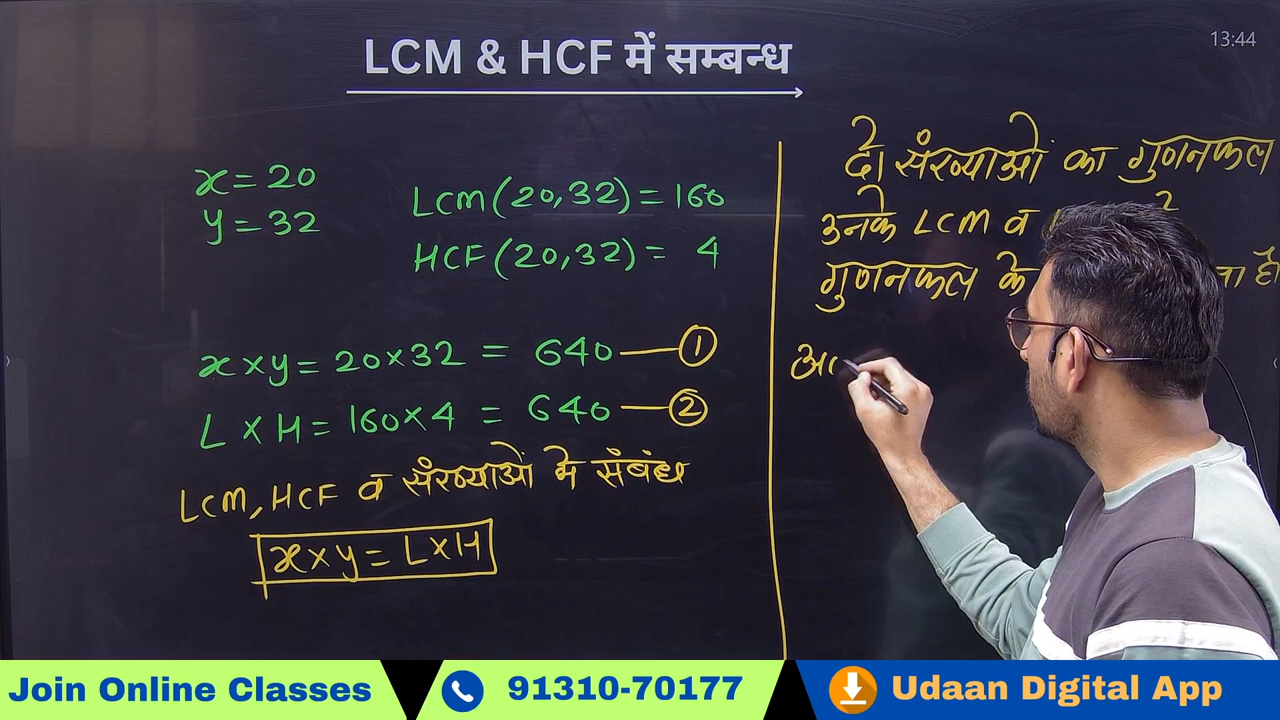 LCM & HCF में सम्बन्ध
13:44
x = 20
y = 32
Lcm (20,32) = 160
HCF (20,32) = 4
x × y = 20 × 32 = 640 — ①
L × H = 160 × 4 = 640 — ②
LCM, HCF व संख्याओं मे संबंध
x × y = L × H
दो संख्याओं का गुणनफल
उनके LCM व
गुणनफल के
Join Online Classes
91310-70177
Udaan Digital App